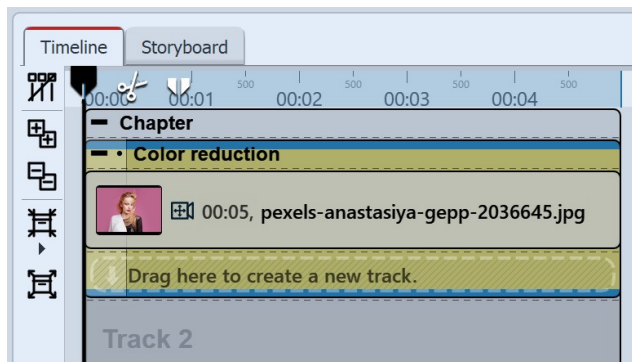 Timeline Storyboard
500 500 500 500
00:00 00:01 00:02 00:03 00:04
Chapter
Color reduction
00:05, pexels-anastasiya-gepp-2036645.jpg
Drag here to create a new track.
Track 2